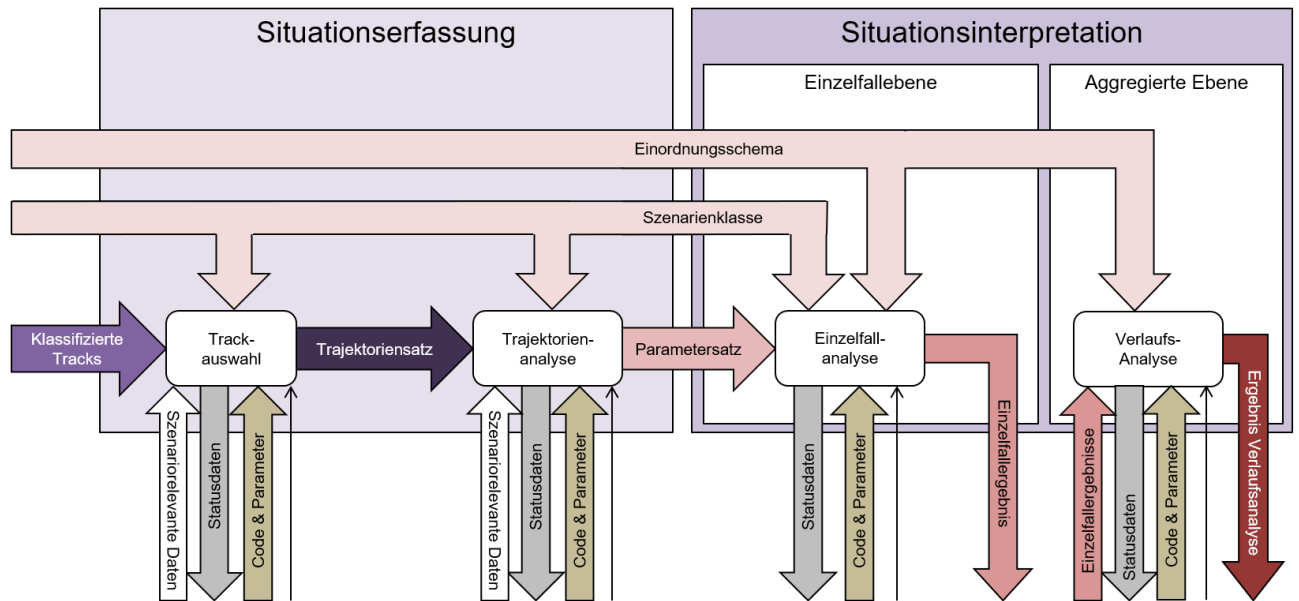 Situationserfassung
Situationsinterpretation
Einzelfallebene
Aggregierte Ebene
Einordnungsschema
Szenarienklasse
Klassifizierte
Tracks
Track-
auswahl
Trajektoriensatz
Trajektorien-
analyse
Parametersatz
Einzelfall-
analyse
Verlaufs-
Analyse
Szenariorelevante Daten
Statusdaten
Code & Parameter
Szenariorelevante Daten
Statusdaten
Code & Parameter
Statusdaten
Code & Parameter
Einzelfallergebnis
Einzelfallergebnisse
Statusdaten
Code & Parameter
Ergebnis Verlaufsanalyse